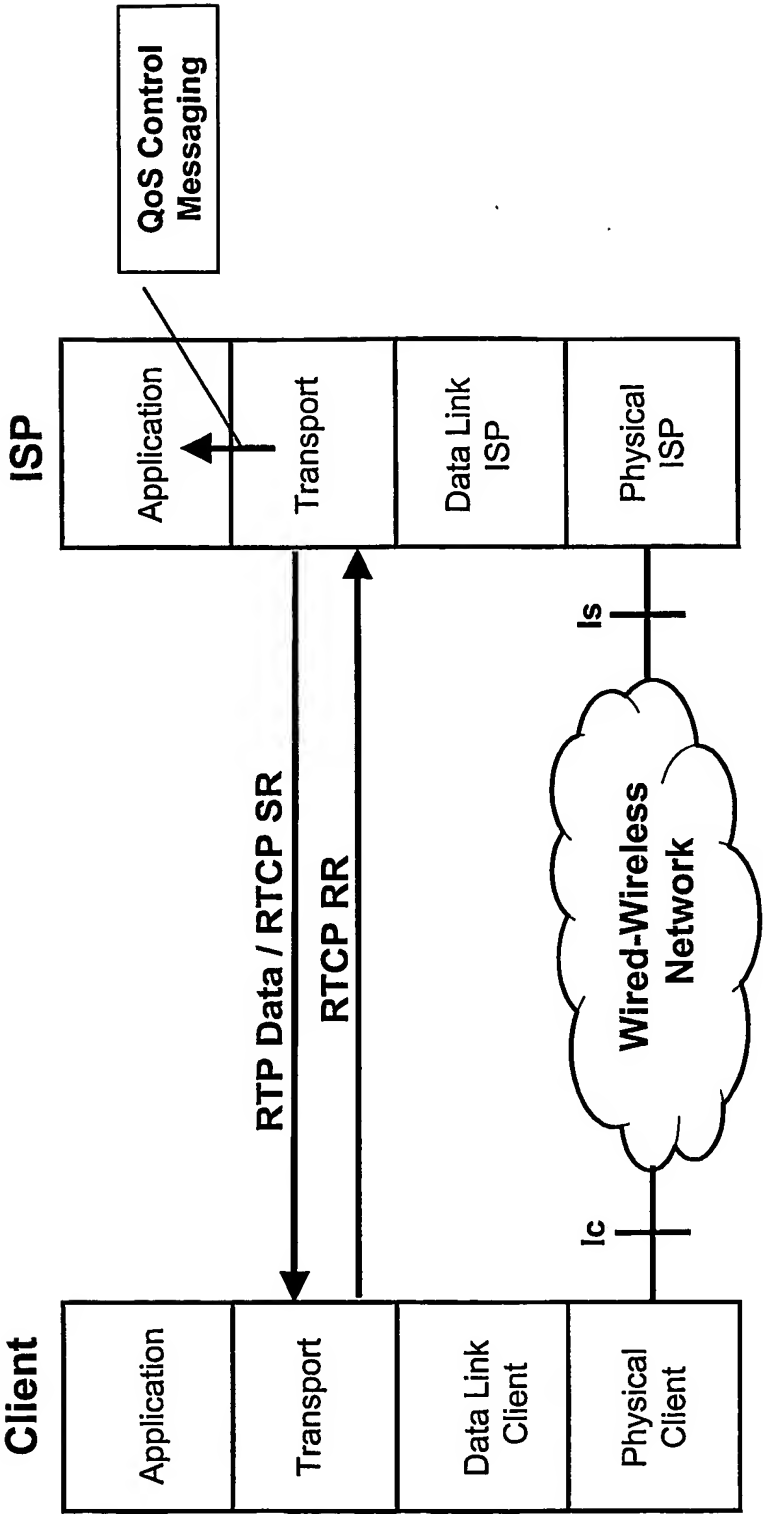 Client
ISP
QoS Control
Messaging
Application
Transport
Data Link
Client
Physical
Client
RTP Data / RTCP SR
RTCP RR
Application
Transport
Data Link
ISP
Physical
ISP
Ic
Wired-Wireless
Network
Is